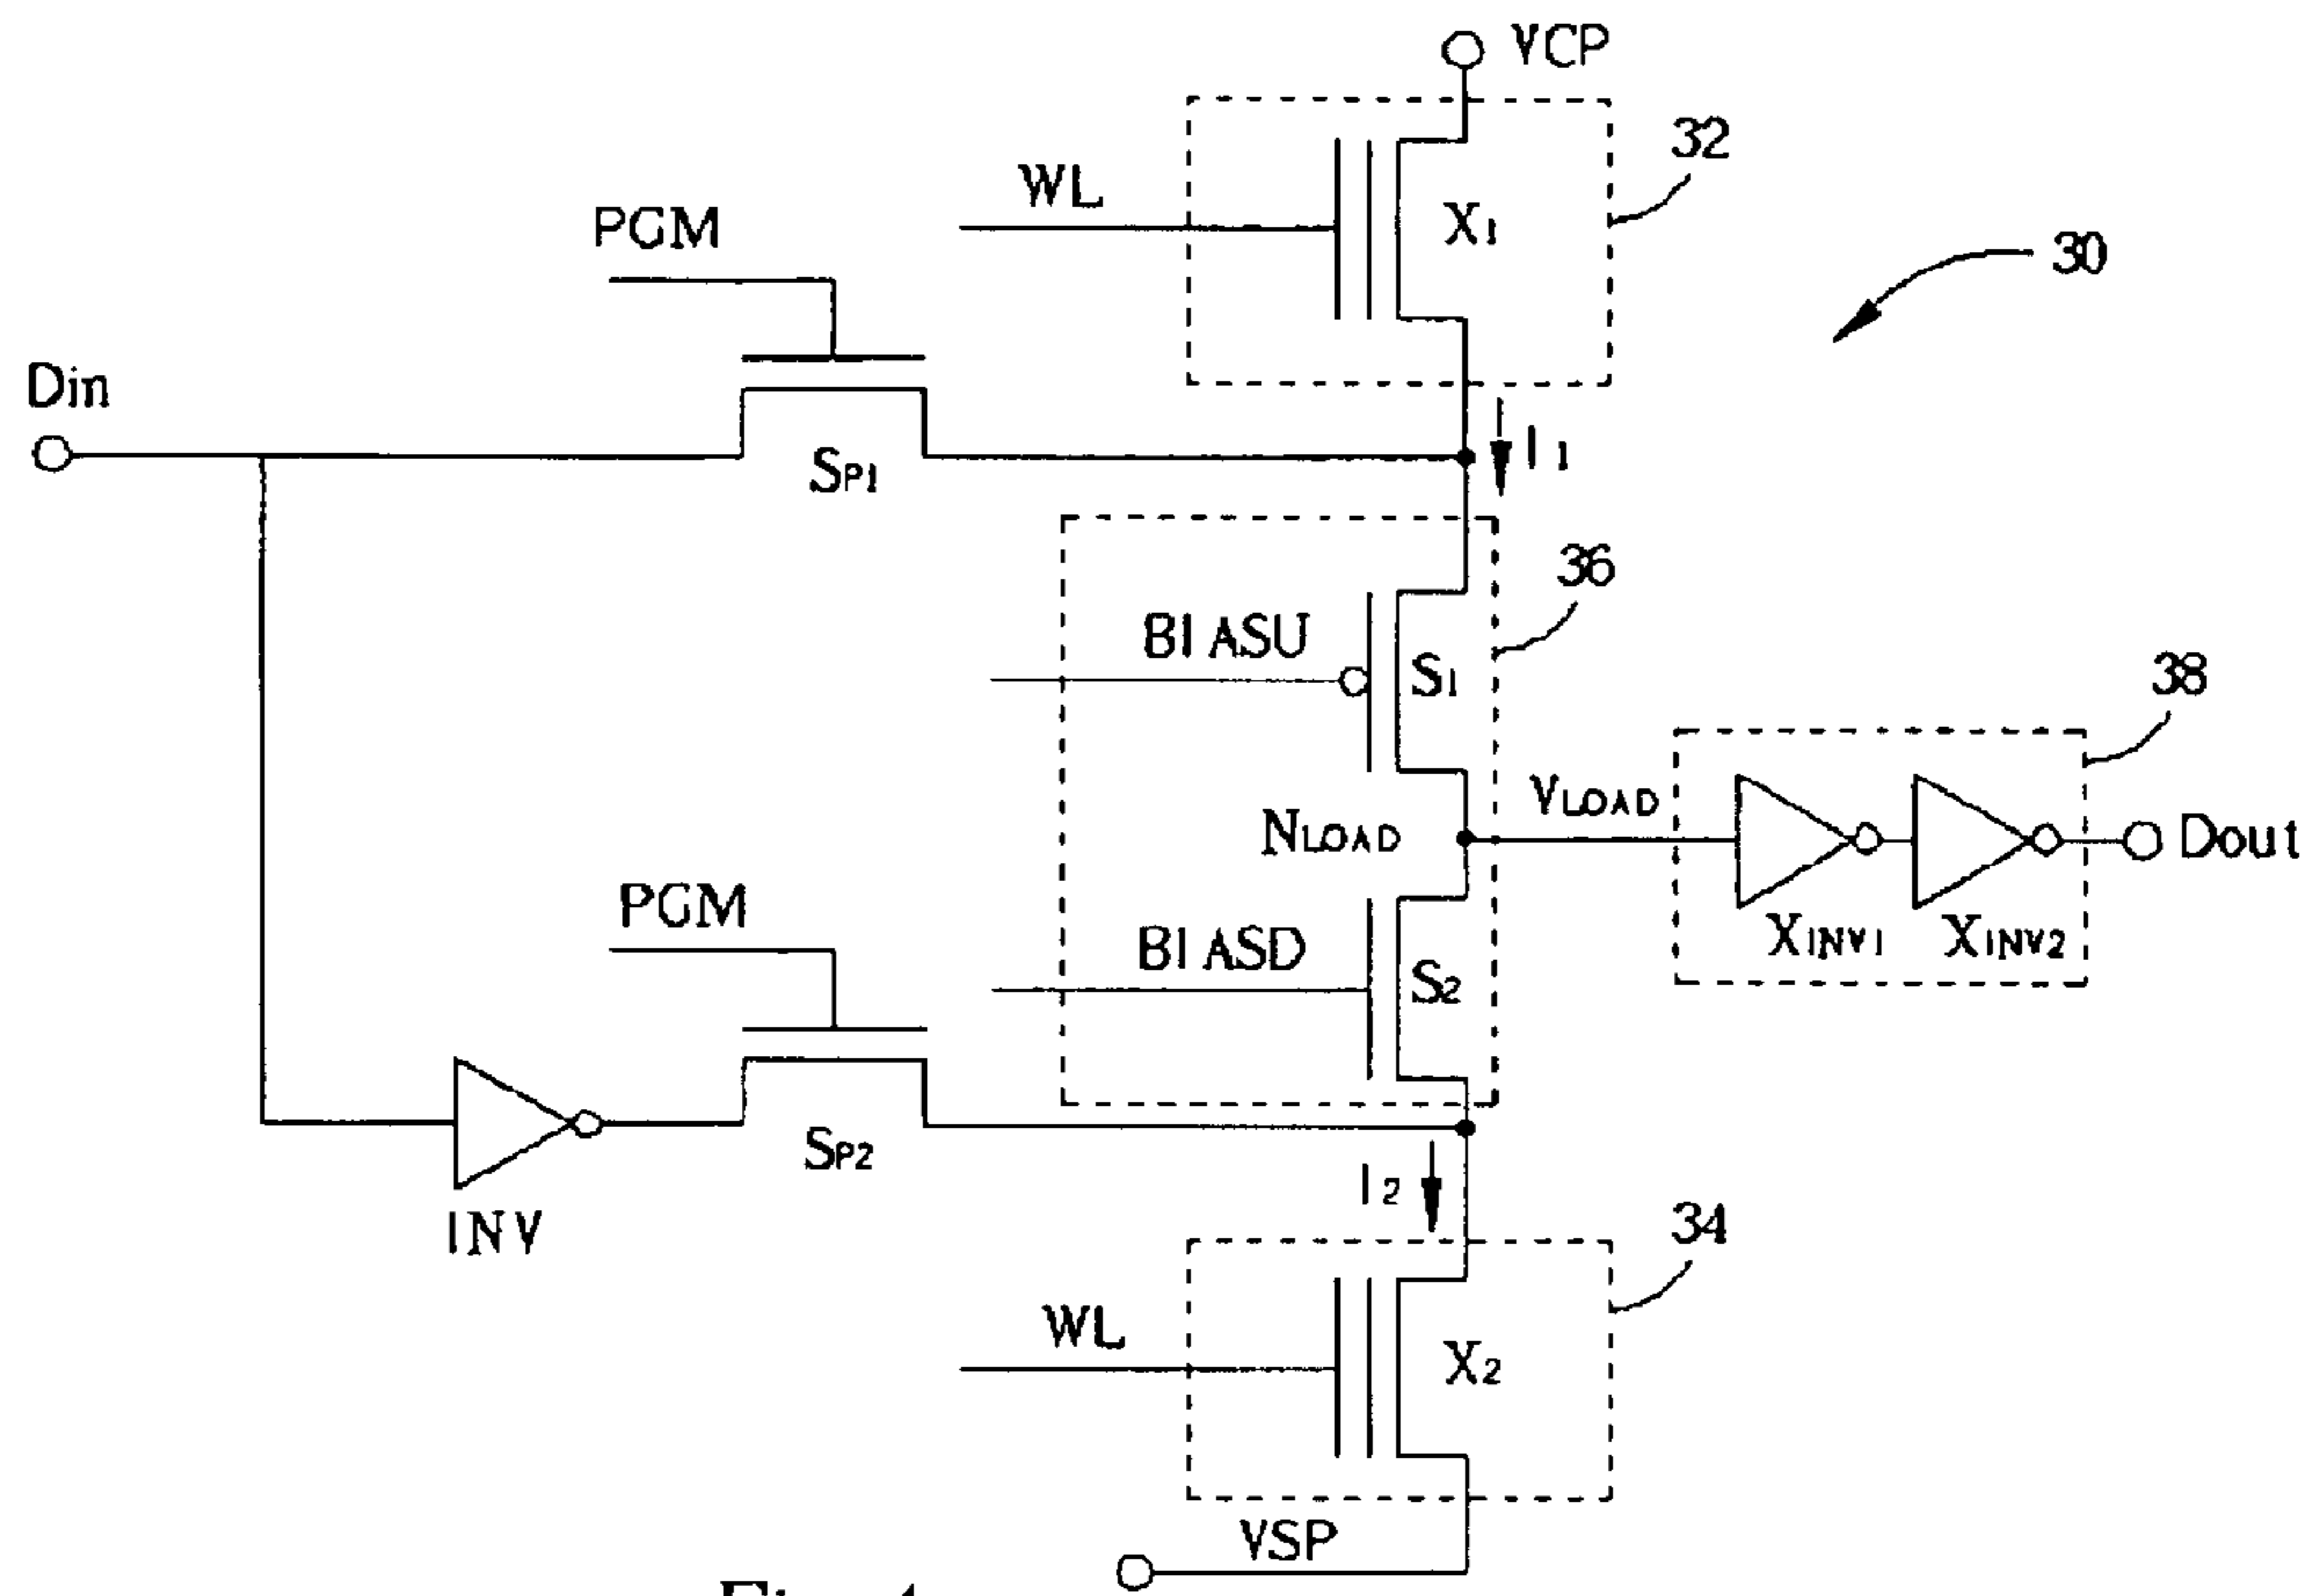 VCP
32
WL
X1
PGM
30
Din
I1
SP1
36
BIASU
S1
38
VLOAD
NLOAD
Dout
PGM
BIASD
S2
XINV1
XINV2
SP2
I2
INV
34
WL
X2
VSP